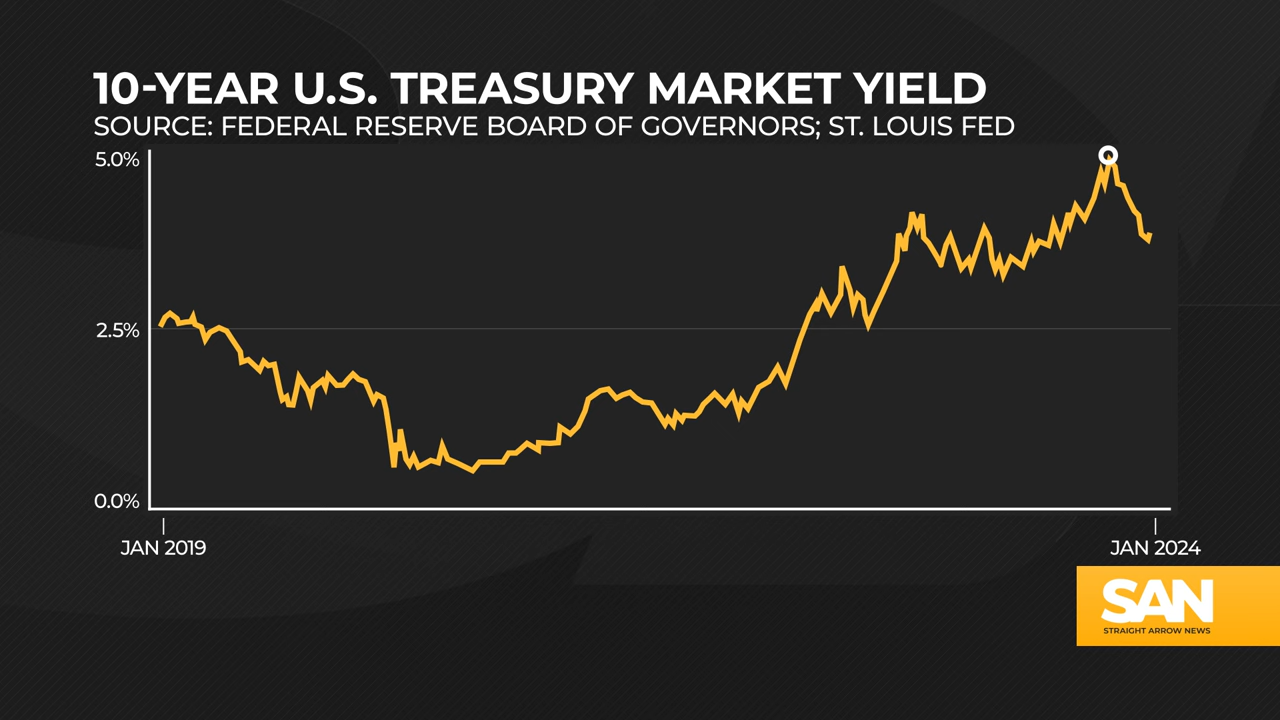 10-YEAR U.S. TREASURY MARKET YIELD
SOURCE: FEDERAL RESERVE BOARD OF GOVERNORS; ST. LOUIS FED
5.0%
2.5%
0.0%
JAN 2019
JAN 2024
SAN
STRAIGHT ARROW NEWS